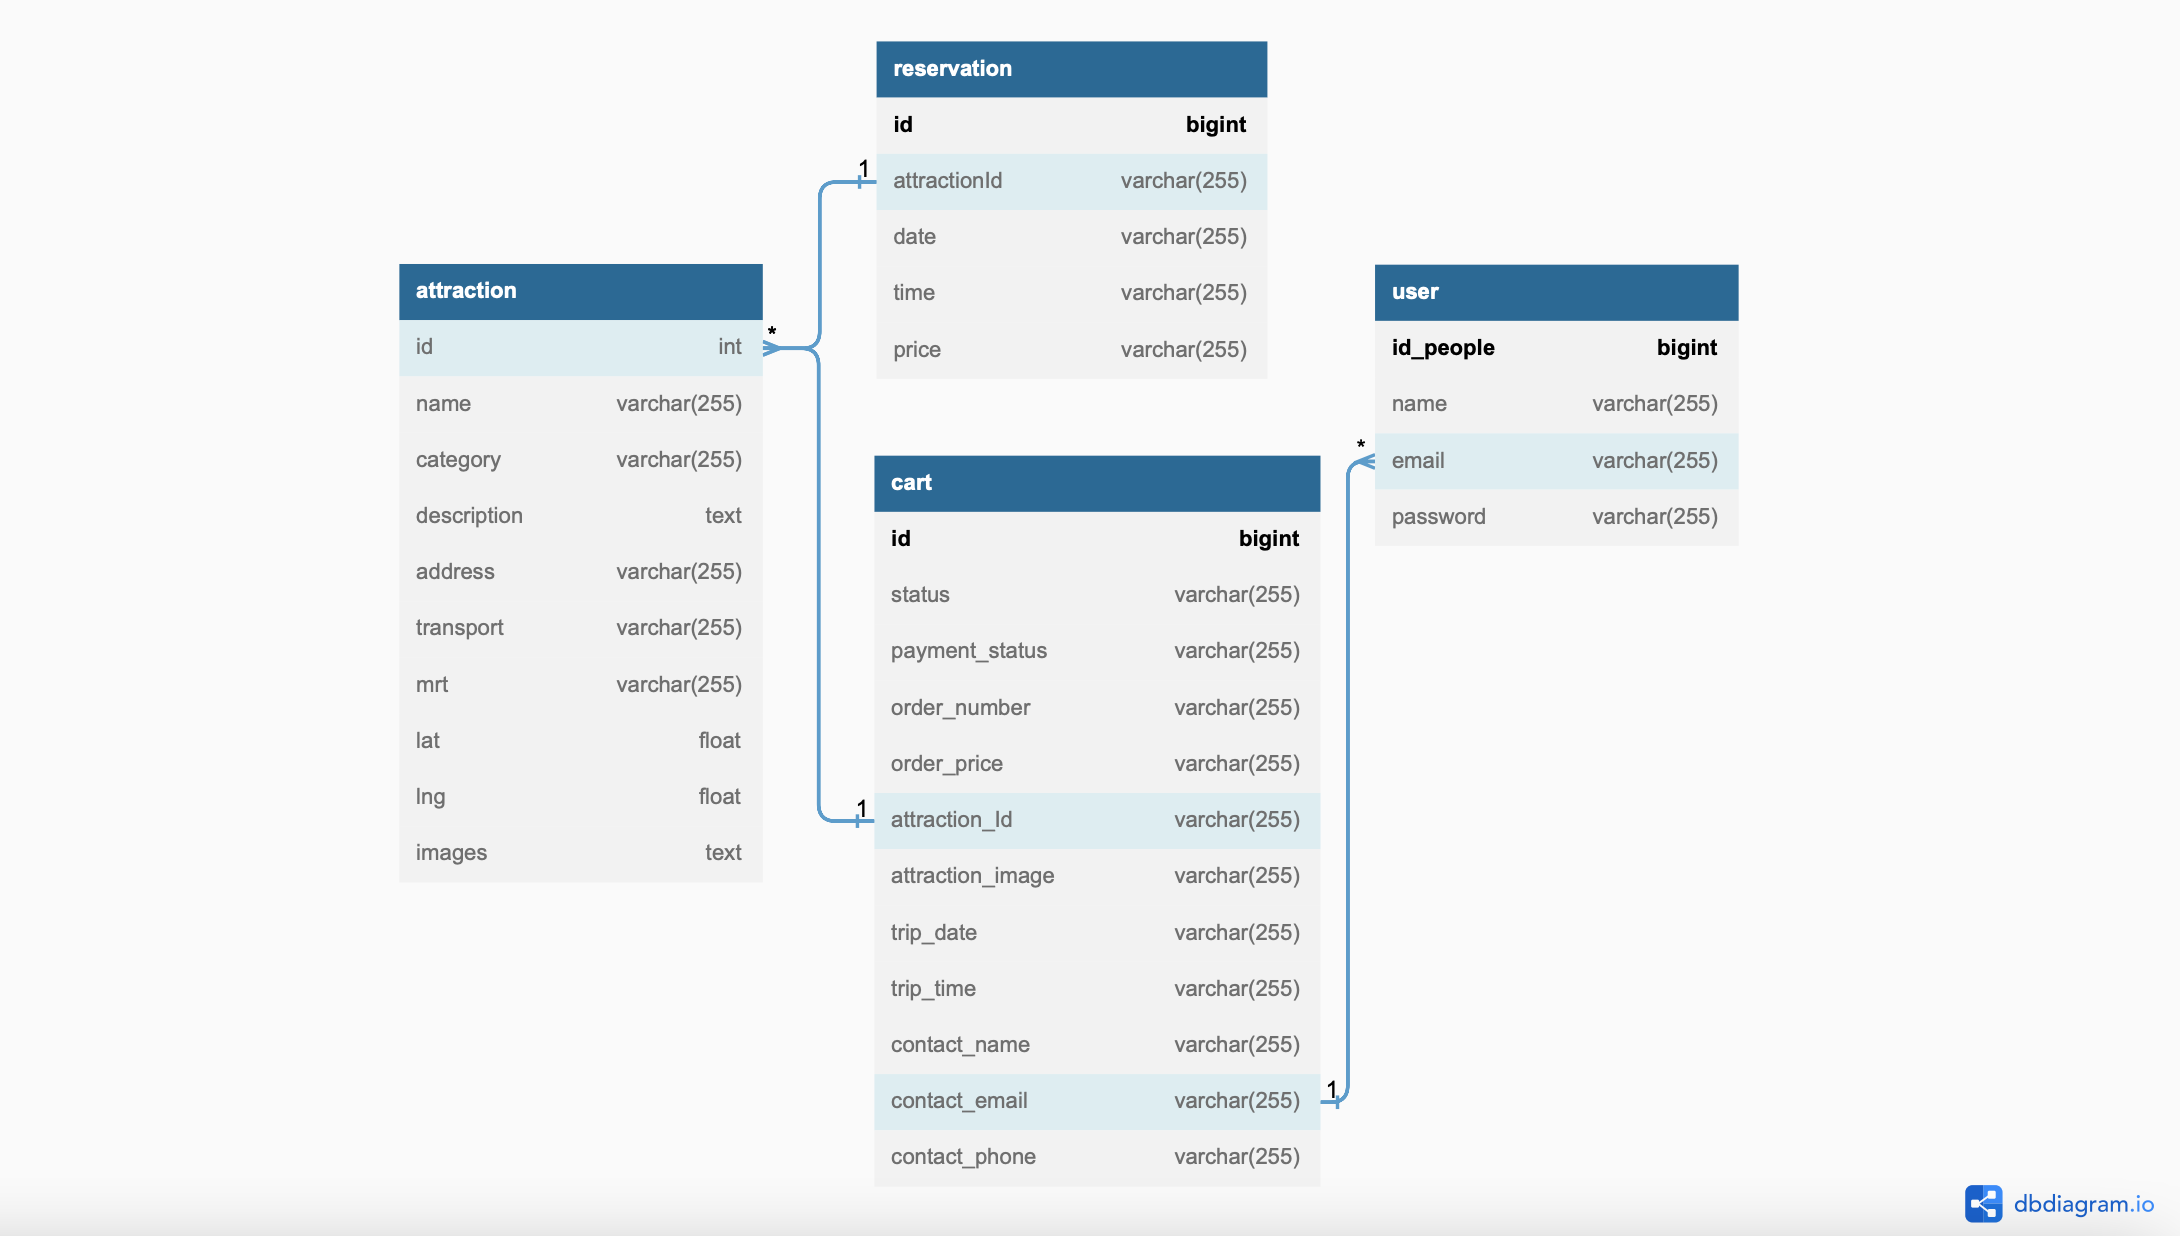 reservation
id bigint
attractionId varchar(255)
date varchar(255)
time varchar(255)
price varchar(255)
1
attraction
id int
name varchar(255)
category varchar(255)
description text
address varchar(255)
transport varchar(255)
mrt varchar(255)
lat float
lng float
images text
*
user
id_people bigint
name varchar(255)
email varchar(255)
password varchar(255)
*
cart
id bigint
status varchar(255)
payment_status varchar(255)
order_number varchar(255)
order_price varchar(255)
attraction_Id varchar(255)
attraction_image varchar(255)
trip_date varchar(255)
trip_time varchar(255)
contact_name varchar(255)
contact_email varchar(255)
contact_phone varchar(255)
1
1
dbdiagram.io